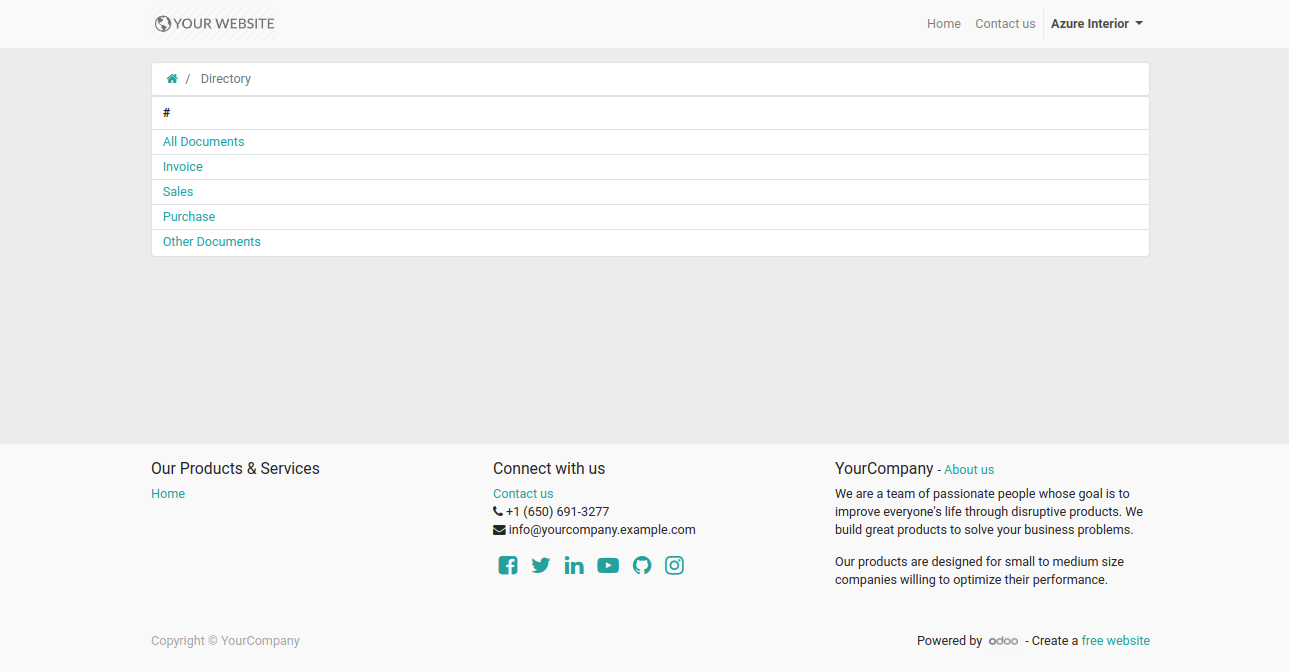 YOUR WEBSITE
Home Contact us Azure Interior
/ Directory
#
All Documents
Invoice
Sales
Purchase
Other Documents
Our Products & Services
Home
Connect with us
Contact us
+1 (650) 691-3277
info@yourcompany.example.com
YourCompany - About us
We are a team of passionate people whose goal is to
improve everyone's life through disruptive products. We
build great products to solve your business problems.
Our products are designed for small to medium size
companies willing to optimize their performance.
Copyright © YourCompany
Powered by odoo - Create a free website